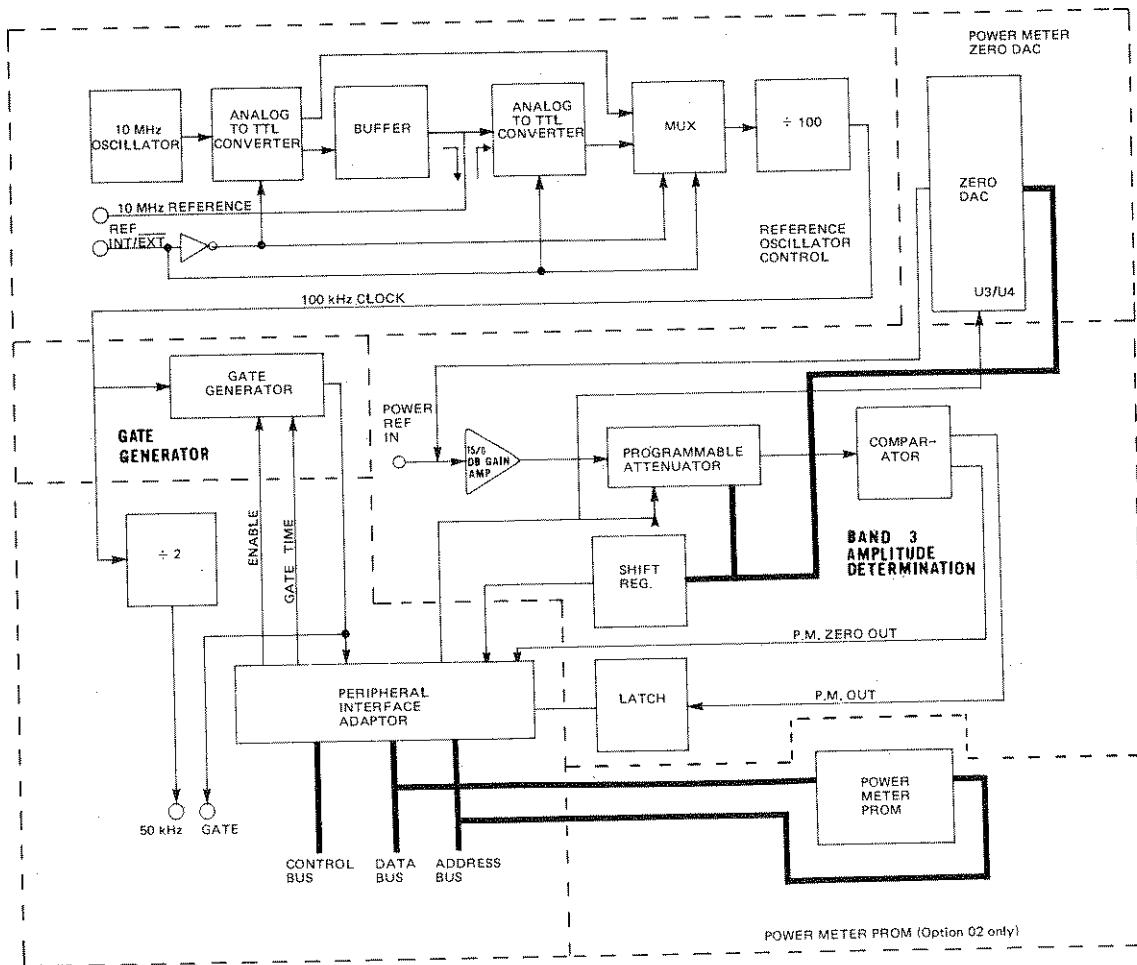 POWER METER
ZERO DAC
10 MHz
OSCILLATOR
ANALOG
TO TTL
CONVERTER
BUFFER
ANALOG
TO TTL
CONVERTER
MUX
÷ 100
ZERO
DAC
U3/U4
10 MHz REFERENCE
REF
INT/EXT
REFERENCE
OSCILLATOR
CONTROL
100 kHz CLOCK
GATE
GENERATOR
GATE
GENERATOR
POWER
REF
IN
DB GAIN
AMP
PROGRAMMABLE
ATTENUATOR
COMPAR-
ATOR
BAND 3
AMPLITUDE
DETERMINATION
÷ 2
ENABLE
GATE TIME
SHIFT
REG.
P.M. ZERO OUT
PERIPHERAL
INTERFACE
ADAPTOR
LATCH
P.M. OUT
POWER
METER
PROM
50 kHz
GATE
CONTROL
BUS
DATA
BUS
ADDRESS
BUS
POWER METER PROM (Option 02 only)